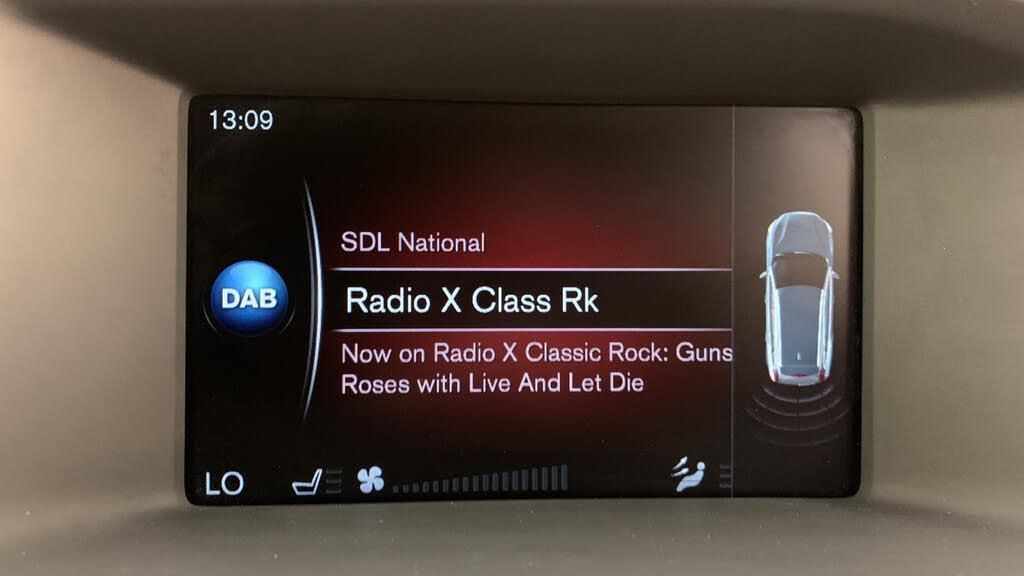 13:09
SDL National
DAB
Radio X Class Rk
Now on Radio X Classic Rock: Guns
Roses with Live And Let Die
LO